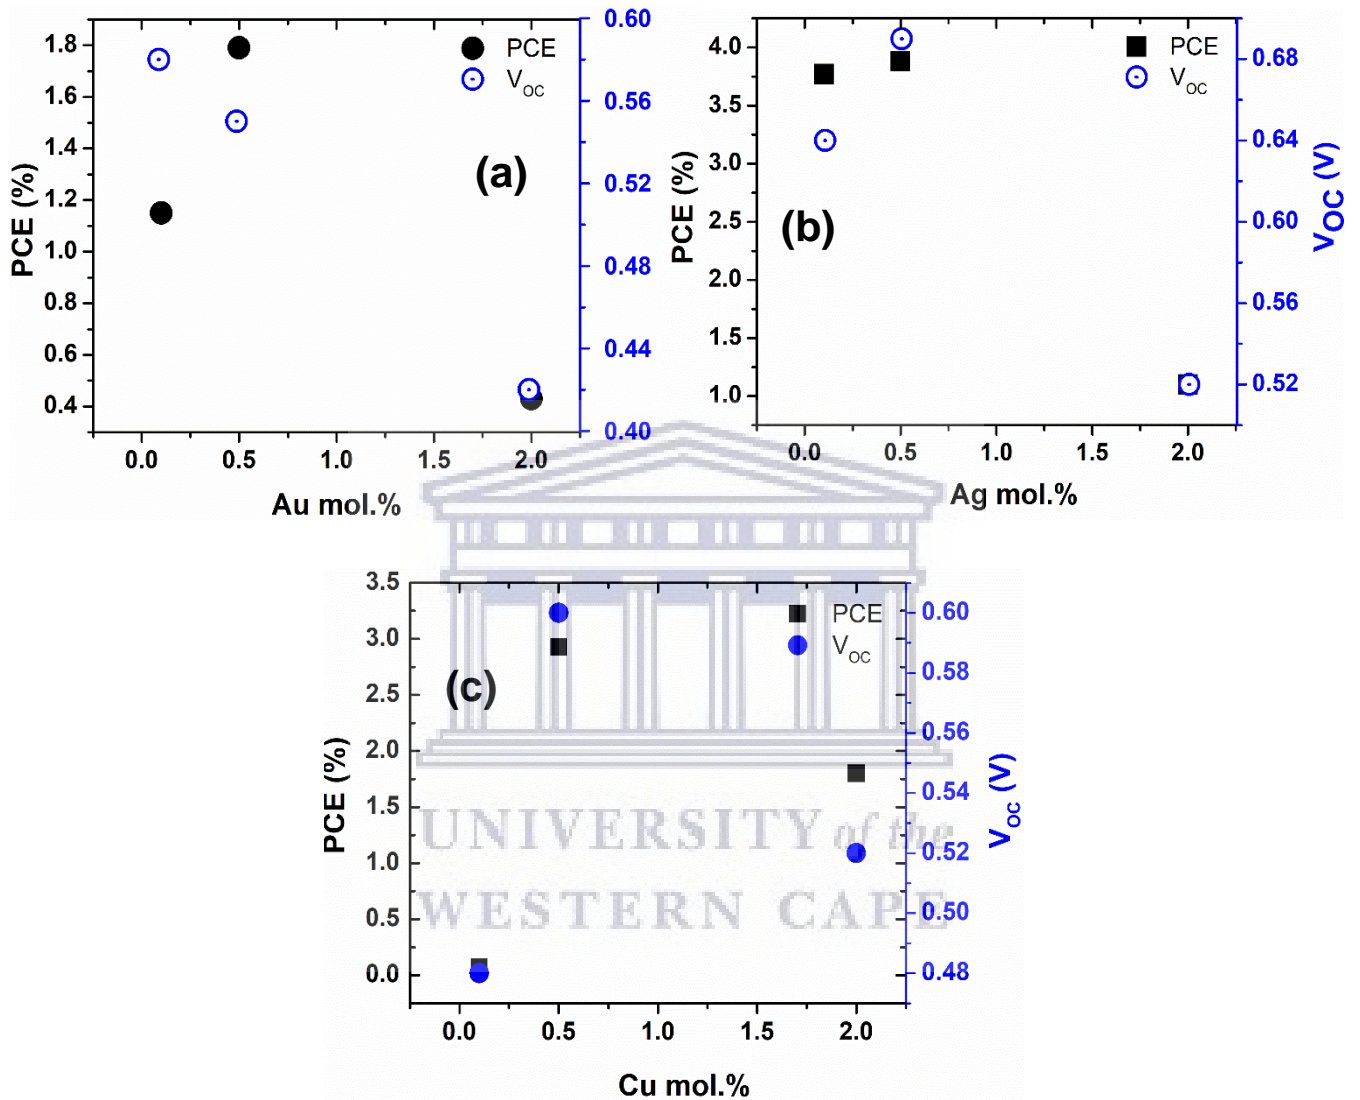 PCE (%)
1.8
1.6
1.4
1.2
1.0
0.8
0.6
0.4
0.0
0.5
1.0
1.5
2.0
Au mol.%
PCE
VOC
(a)
0.60
0.56
0.52
0.48
0.44
0.40
PCE (%)
4.0
3.5
3.0
2.5
2.0
1.5
1.0
0.0
0.5
1.0
1.5
2.0
Ag mol.%
PCE
VOC
(b)
0.68
0.64
0.60
0.56
0.52
VOC (V)
PCE (%)
3.5
3.0
2.5
2.0
1.5
1.0
0.5
0.0
0.0
0.5
1.0
1.5
2.0
Cu mol.%
PCE
VOC
(c)
0.60
0.58
0.56
0.54
0.52
0.50
0.48
VOC (V)
UNIVERSITY of the
WESTERN CAPE